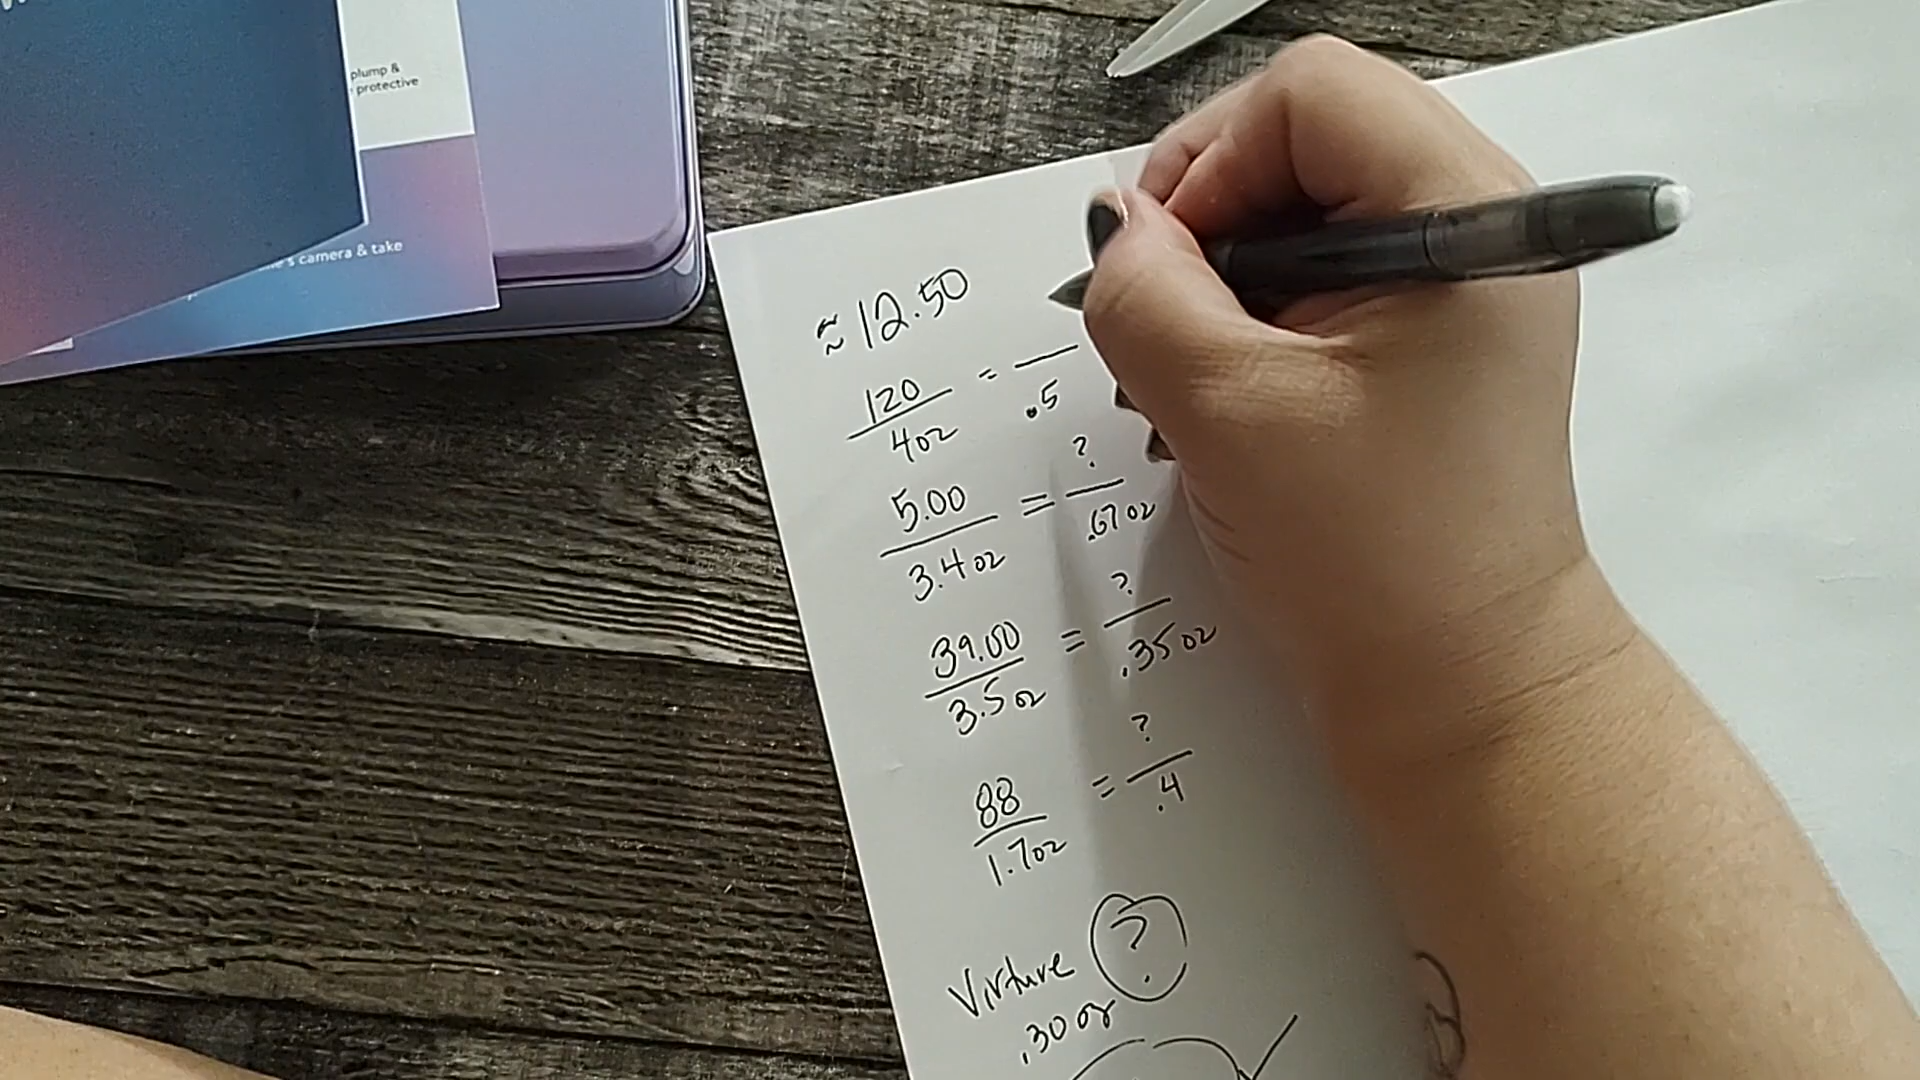 plump &
protective
's camera & take
≈ 12.50
120/4oz = /.5
5.00/3.4oz = ?/.67oz
39.00/3.5oz = ?/.35oz
88/1.7oz = ?/.4
Virture ?
.30oz